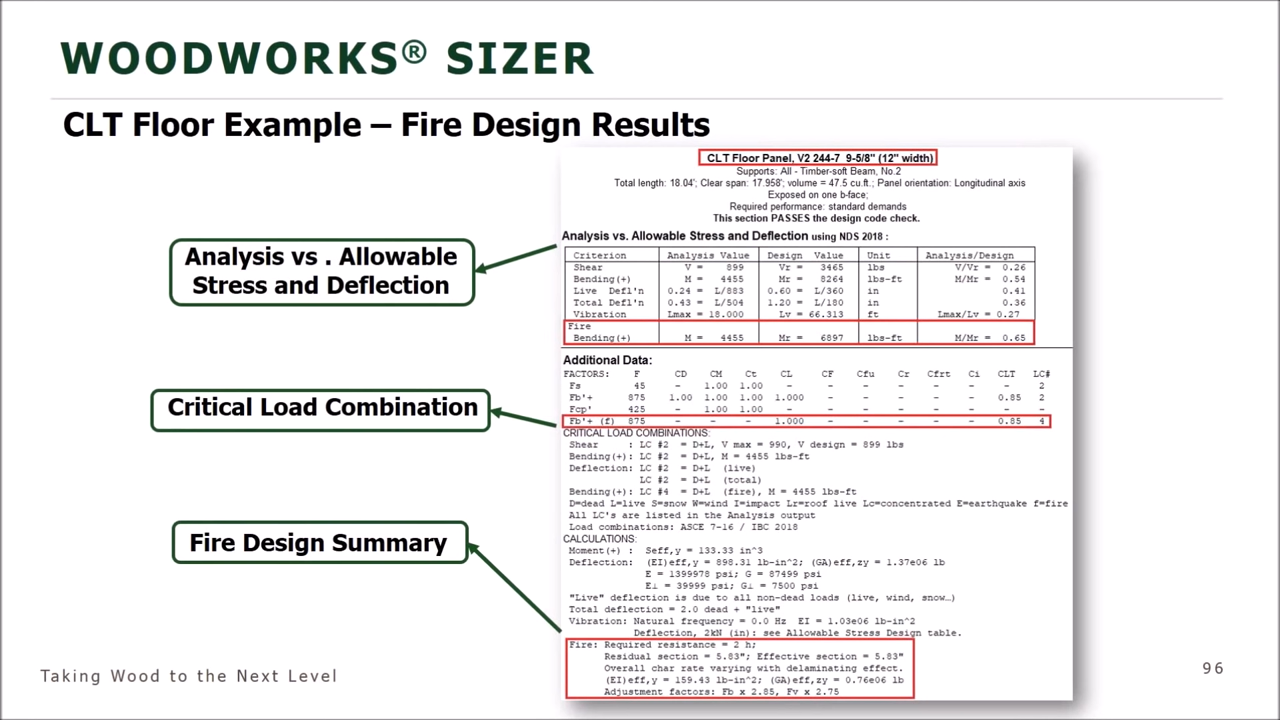 WOODWORKS® SIZER
CLT Floor Example – Fire Design Results
CLT Floor Panel, V2 244-7 9-5/8" (12" width)
Supports: All - Timber-soft Beam, No.2
Total length: 18.04'; Clear span: 17.958'; volume = 47.5 cu.ft.; Panel orientation: Longitudinal axis
Exposed on one b-face;
Required performance: standard demands
This section PASSES the design code check.
Analysis vs . Allowable
Stress and Deflection
Analysis vs. Allowable Stress and Deflection using NDS 2018 :
Criterion Analysis Value Design Value Unit Analysis/Design
Shear V = 899 Vr = 3465 lbs V/Vr = 0.26
Bending(+) M = 4455 Mr = 8264 lbs-ft M/Mr = 0.54
Live Defl'n 0.24 = L/883 0.60 = L/360 in 0.41
Total Defl'n 0.43 = L/504 1.20 = L/180 in 0.36
Vibration Lmax = 18.000 Lv = 66.313 ft Lmax/Lv = 0.27
Fire
Bending(+) M = 4455 Mr = 6897 lbs-ft M/Mr = 0.65
Critical Load Combination
Additional Data:
FACTORS: F CD CM Ct CL CF Cfu Cr Cfrt Ci CLT LC#
Fs 45 - 1.00 1.00 - - - - - - - 2
Fb'+ 875 1.00 1.00 1.00 1.000 - - - - - 0.85 2
Fcp' 425 - 1.00 1.00 - - - - - - - -
Fb'+ (f) 875 - - - 1.000 - - - - - 0.85 4
CRITICAL LOAD COMBINATIONS:
Shear : LC #2 = D+L, V max = 990, V design = 899 lbs
Bending(+): LC #2 = D+L, M = 4455 lbs-ft
Deflection: LC #2 = D+L (live)
LC #2 = D+L (total)
Bending(+): LC #4 = D+L (fire), M = 4455 lbs-ft
D=dead L=live S=snow W=wind I=impact Lr=roof live Lc=concentrated E=earthquake f=fire
All LC's are listed in the Analysis output
Load combinations: ASCE 7-16 / IBC 2018
Fire Design Summary
CALCULATIONS:
Moment(+) : Seff,y = 133.33 in^3
Deflection: (EI)eff,y = 898.31 lb-in^2; (GA)eff,zy = 1.37e06 lb
E = 1399978 psi; G = 87499 psi
E⊥ = 39999 psi; G⊥ = 7500 psi
"Live" deflection is due to all non-dead loads (live, wind, snow…)
Total deflection = 2.0 dead + "live"
Vibration: Natural frequency = 0.0 Hz EI = 1.03e06 lb-in^2
Deflection, 2kN (in): see Allowable Stress Design table.
Fire: Required resistance = 2 h;
Residual section = 5.83"; Effective section = 5.83"
Overall char rate varying with delaminating effect.
(EI)eff,y = 159.43 lb-in^2; (GA)eff,zy = 0.76e06 lb
Adjustment factors: Fb x 2.85, Fv x 2.75
Taking Wood to the Next Level
96